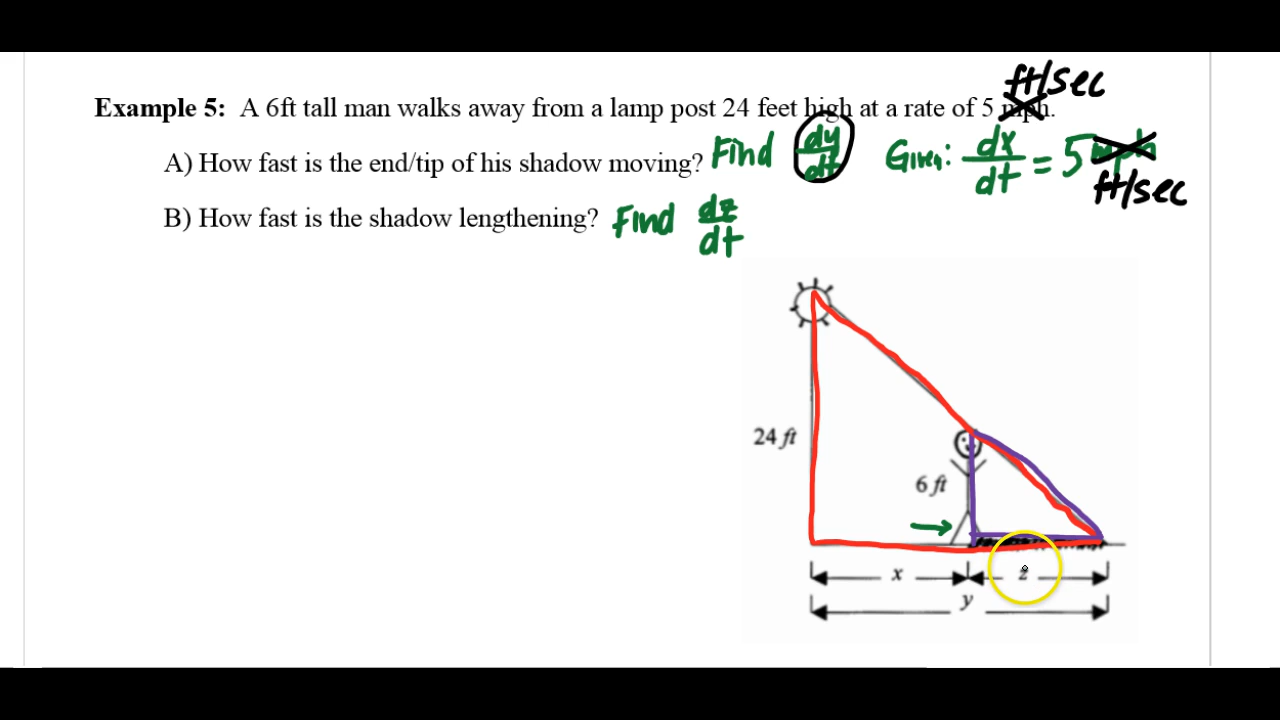 ft/sec
Example 5: A 6ft tall man walks away from a lamp post 24 feet high at a rate of 5 mph.
A) How fast is the end/tip of his shadow moving? Find dy/dt Given: dx/dt = 5 mph
ft/sec
B) How fast is the shadow lengthening? Find dz/dt
24 ft
6 ft
x z
y